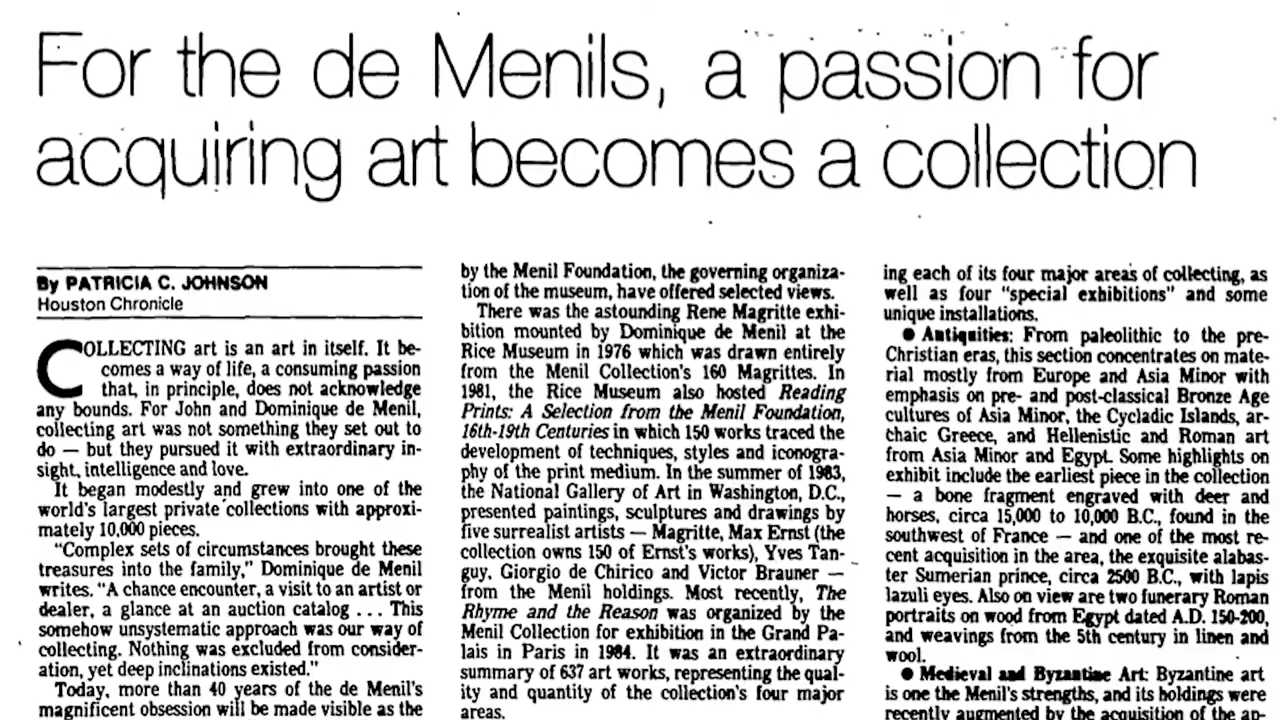 For the de Menils, a passion for
acquiring art becomes a collection
By PATRICIA C. JOHNSON
Houston Chronicle
COLLECTING art is an art in itself. It be-
comes a way of life, a consuming passion
that, in principle, does not acknowledge
any bounds. For John and Dominique de Menil,
collecting art was not something they set out to
do — but they pursued it with extraordinary in-
sight, intelligence and love.
It began modestly and grew into one of the
world's largest private collections with approxi-
mately 10,000 pieces.
"Complex sets of circumstances brought these
treasures into the family," Dominique de Menil
writes. "A chance encounter, a visit to an artist or
dealer, a glance at an auction catalog . . . This
somehow unsystematic approach was our way of
collecting. Nothing was excluded from consider-
ation, yet deep inclinations existed."
Today, more than 40 years of the de Menil's
magnificent obsession will be made visible as the
by the Menil Foundation, the governing organiza-
tion of the museum, have offered selected views.
There was the astounding Rene Magritte exhi-
bition mounted by Dominique de Menil at the
Rice Museum in 1976 which was drawn entirely
from the Menil Collection's 160 Magrittes. In
1981, the Rice Museum also hosted Reading
Prints: A Selection from the Menil Foundation,
16th-19th Centuries in which 150 works traced the
development of techniques, styles and iconogra-
phy of the print medium. In the summer of 1983,
the National Gallery of Art in Washington, D.C.,
presented paintings, sculptures and drawings by
five surrealist artists — Magritte, Max Ernst (the
collection owns 150 of Ernst's works), Yves Tan-
guy, Giorgio de Chirico and Victor Brauner —
from the Menil holdings. Most recently, The
Rhyme and the Reason was organized by the
Menil Collection for exhibition in the Grand Pa-
lais in Paris in 1984. It was an extraordinary
summary of 637 art works, representing the qual-
ity and quantity of the collection's four major
areas.
ing each of its four major areas of collecting, as
well as four "special exhibitions" and some
unique installations.
● Antiquities: From paleolithic to the pre-
Christian eras, this section concentrates on mate-
rial mostly from Europe and Asia Minor with
emphasis on pre- and post-classical Bronze Age
cultures of Asia Minor, the Cycladic Islands, ar-
chaic Greece, and Hellenistic and Roman art
from Asia Minor and Egypt. Some highlights on
exhibit include the earliest piece in the collection
— a bone fragment engraved with deer and
horses, circa 15,000 to 10,000 B.C., found in the
southwest of France — and one of the most re-
cent acquisition in the area, the exquisite alabas-
ter Sumerian prince, circa 2500 B.C., with lapis
lazuli eyes. Also on view are two funerary Roman
portraits on wood from Egypt dated A.D. 150-200,
and weavings from the 5th century in linen and
wool.
● Medieval and Byzantine Art: Byzantine art
is one the Menil's strengths, and its holdings were
recently augmented by the acquisition of the ap-